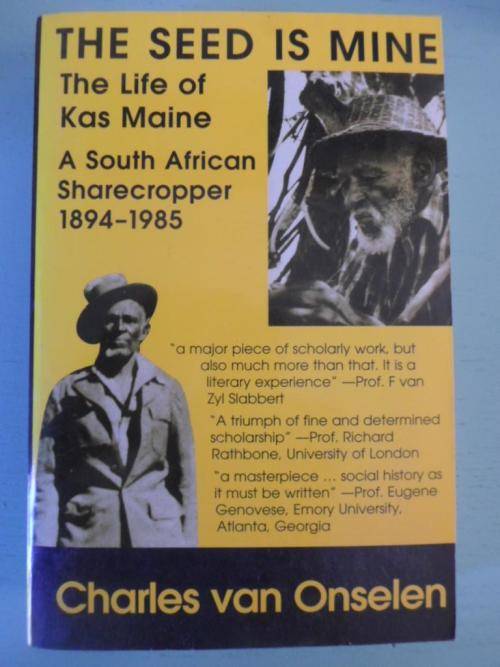 THE SEED IS MINE
The Life of
Kas Maine
A South African
Sharecropper
1894–1985
"a major piece of scholarly work, but
also much more than that. It is a
literary experience" —Prof. F van
Zyl Slabbert
"A triumph of fine and determined
scholarship" —Prof. Richard
Rathbone, University of London
"a masterpiece ... social history as
it must be written" —Prof. Eugene
Genovese, Emory University,
Atlanta, Georgia
Charles van Onselen